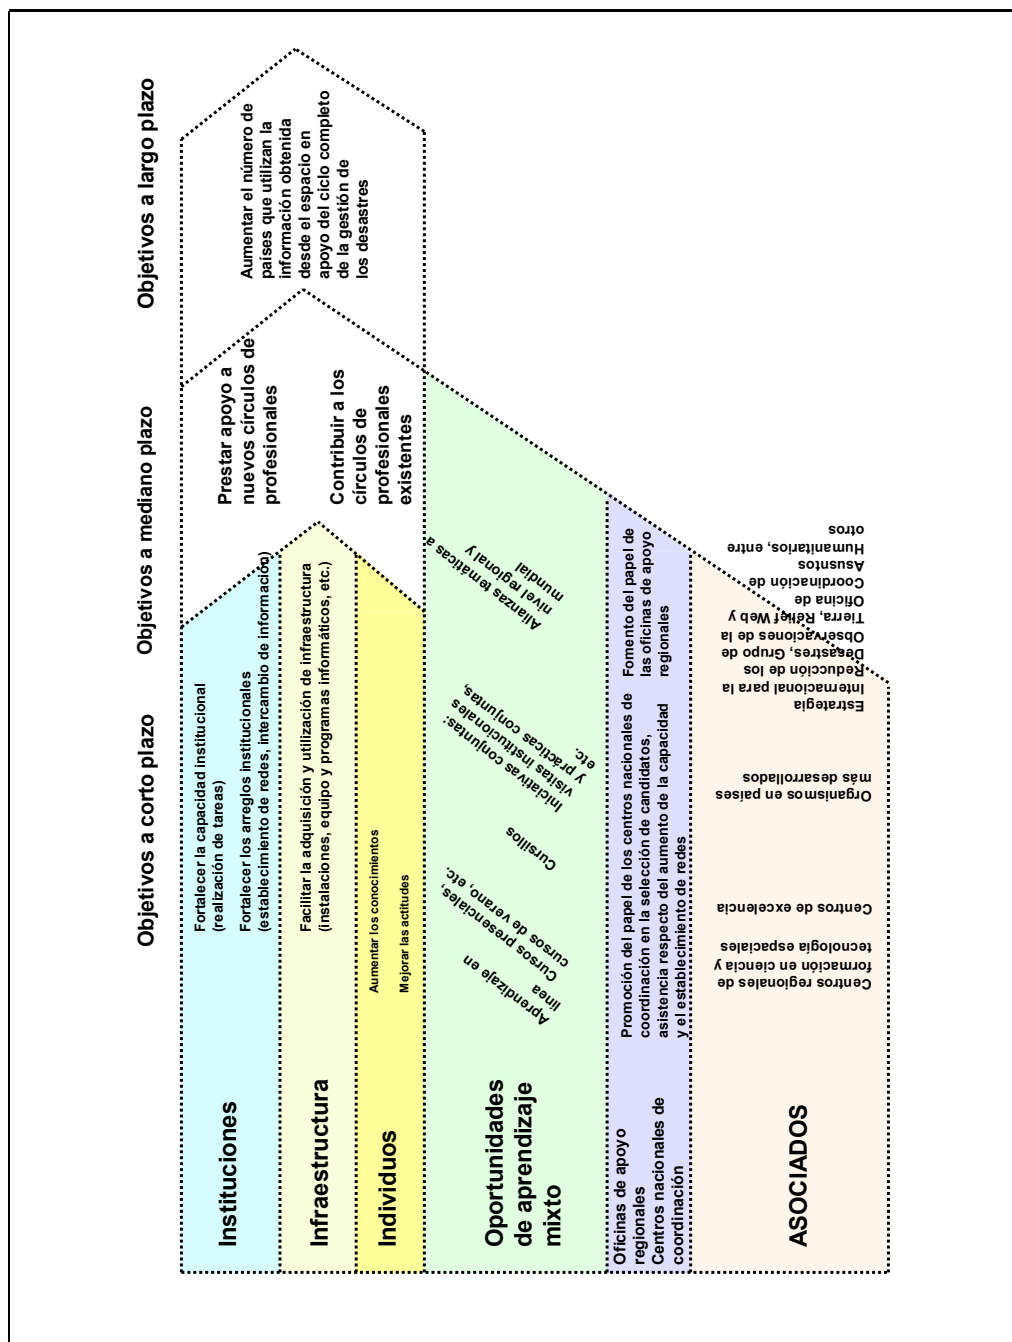 Objetivos a corto plazo
Objetivos a mediano plazo
Objetivos a largo plazo
Instituciones
Fortalecer la capacidad institucional
(realización de tareas)
Fortalecer los arreglos institucionales
(establecimiento de redes, intercambio de información)
Infraestructura
Facilitar la adquisición y utilización de infraestructura
(instalaciones, equipo y programas informáticos, etc.)
Individuos
Aumentar los conocimientos
Mejorar las actitudes
Prestar apoyo a
nuevos círculos de
profesionales
Contribuir a los
círculos de
profesionales
existentes
Aumentar el número de
países que utilizan la
información obtenida
desde el espacio en
apoyo del ciclo completo
de la gestión de
los desastres
Oportunidades
de aprendizaje
mixto
Aprendizaje en
línea
Cursos presenciales,
cursos de verano, etc.
Cursillos
Iniciativas conjuntas:
visitas institucionales
y prácticas conjuntas,
etc.
Alianzas temáticas a
nivel regional y
mundial
Oficinas de apoyo
regionales
Centros nacionales de
coordinación
Promoción del papel de los centros nacionales de
coordinación en la selección de candidatos,
asistencia respecto del aumento de la capacidad
y el establecimiento de redes
Fomento del papel de
las oficinas de apoyo
regionales
ASOCIADOS
Centros regionales de
formación en ciencia y
tecnología espaciales
Centros de excelencia
Organismos en países
más desarrollados
Estrategia
Internacional para la
Reducción de los
Desastres, Grupo de
Observaciones de la
Tierra, Relief Web y
Oficina de
Coordinación de
Asuntos
Humanitarios, entre
otros